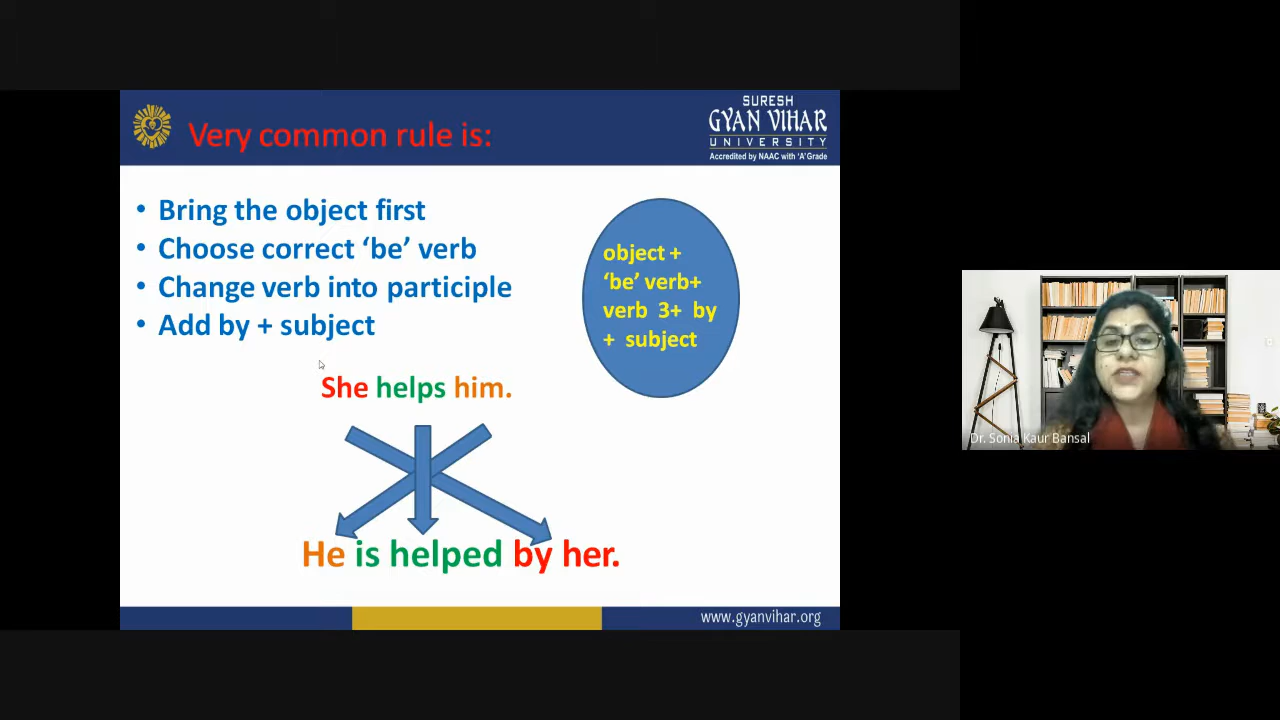 Very common rule is:
SURESH
GYAN VIHAR
UNIVERSITY
Accredited by NAAC with 'A'Grade
• Bring the object first
• Choose correct ‘be’ verb
• Change verb into participle
• Add by + subject
object +
‘be’ verb+
verb 3+ by
+ subject
She helps him.
He is helped by her.
www.gyanvihar.org
Dr. Sonia Kaur Bansal